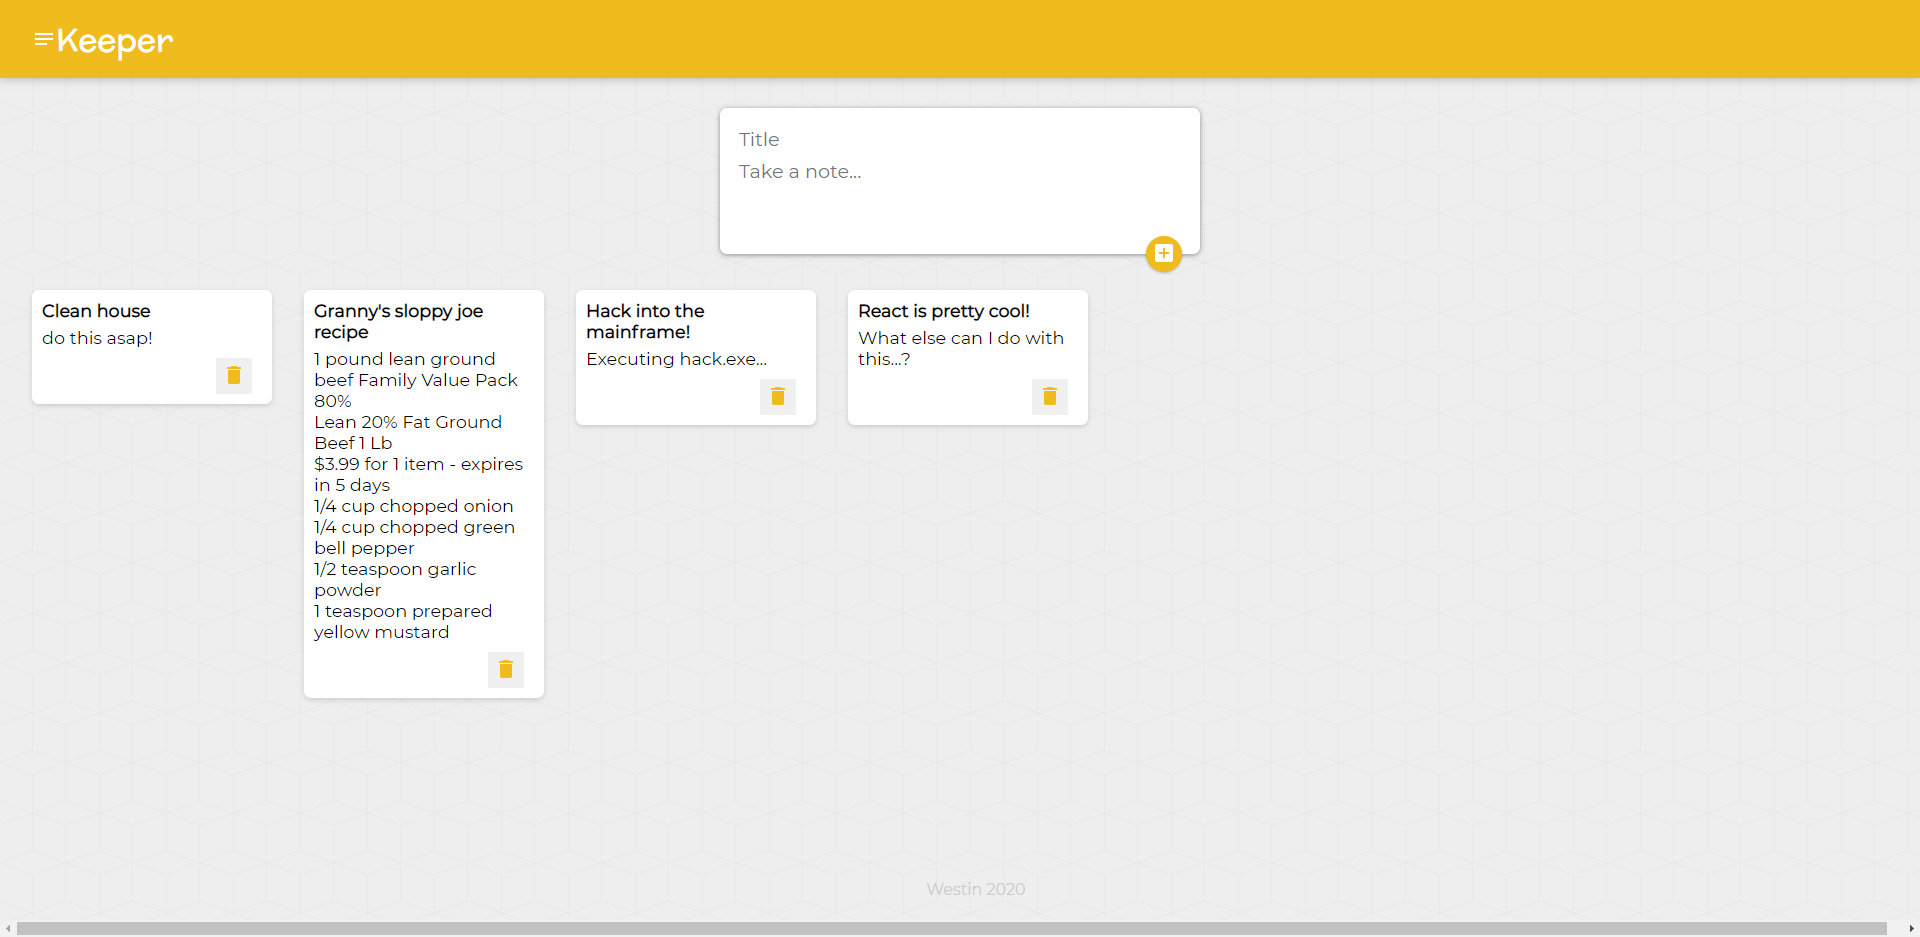 Keeper
Title
Take a note...
Clean house
do this asap!
Granny's sloppy joe
recipe
1 pound lean ground
beef Family Value Pack
80%
Lean 20% Fat Ground
Beef 1 Lb
$3.99 for 1 item - expires
in 5 days
1/4 cup chopped onion
1/4 cup chopped green
bell pepper
1/2 teaspoon garlic
powder
1 teaspoon prepared
yellow mustard
Hack into the
mainframe!
Executing hack.exe...
React is pretty cool!
What else can I do with
this...?
Westin 2020